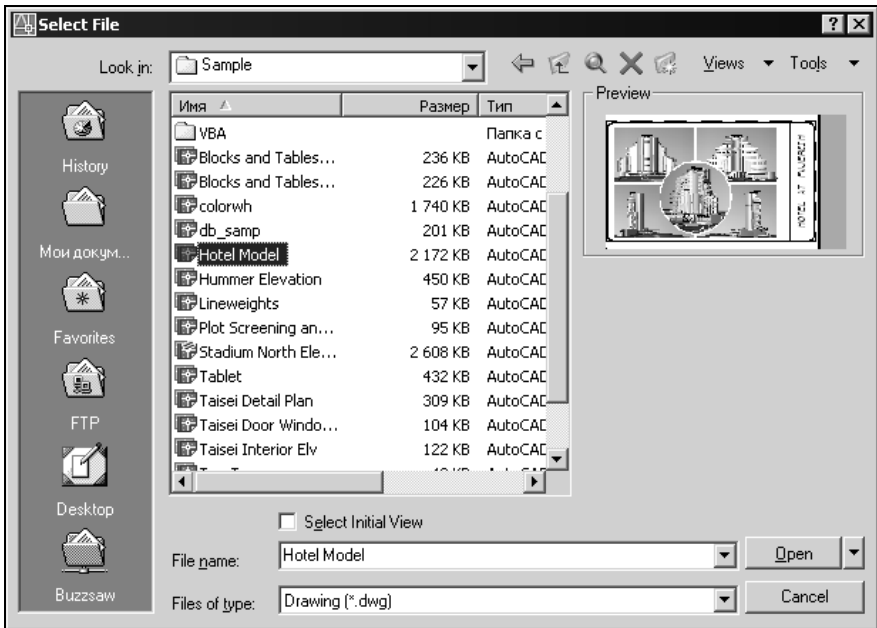 Select File
Look in: Sample Views Tools
Имя Размер Тип
VBA Папка с
Blocks and Tables... 236 KB AutoCAD
Blocks and Tables... 226 KB AutoCAD
colorwh 1 740 KB AutoCAD
db_samp 201 KB AutoCAD
Hotel Model 2 172 KB AutoCAD
Hummer Elevation 450 KB AutoCAD
Lineweights 57 KB AutoCAD
Plot Screening an... 95 KB AutoCAD
Stadium North Ele... 2 608 KB AutoCAD
Tablet 432 KB AutoCAD
Taisei Detail Plan 309 KB AutoCAD
Taisei Door Windo... 104 KB AutoCAD
Taisei Interior Elv 122 KB AutoCAD
History
Мои докум...
Favorites
FTP
Desktop
Buzzsaw
Preview
HOTEL AT
Select Initial View
File name: Hotel Model Open
Files of type: Drawing (*.dwg) Cancel